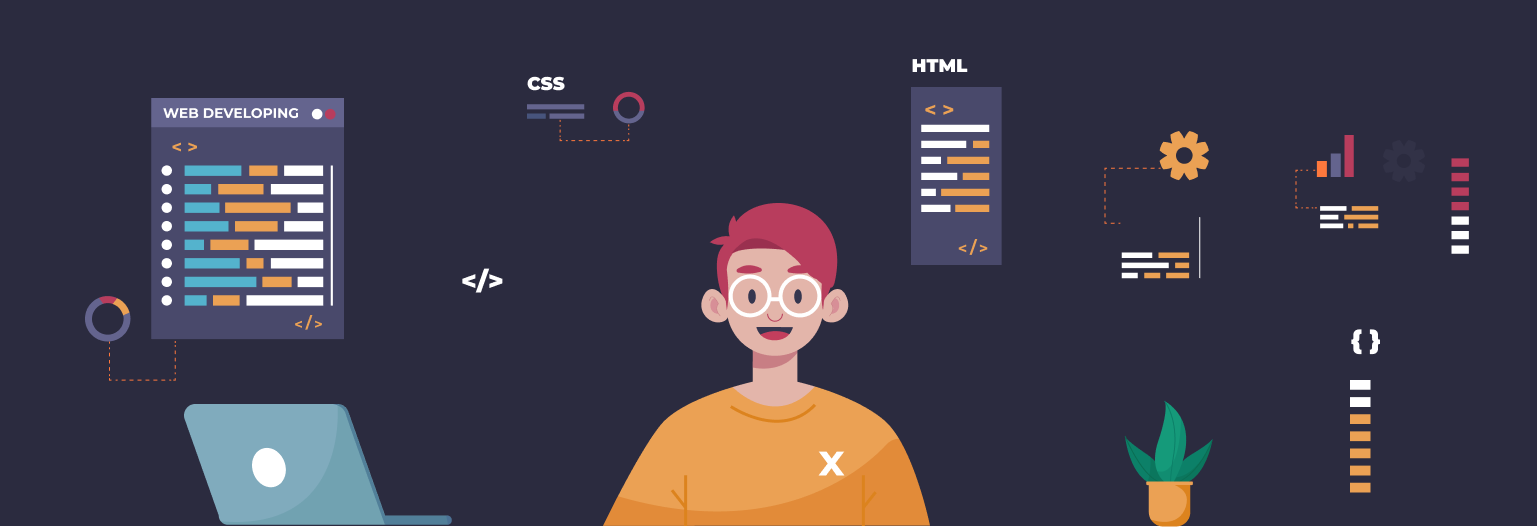 WEB DEVELOPING
< >
</>
</>
CSS
HTML
< >
</>
X
{ }